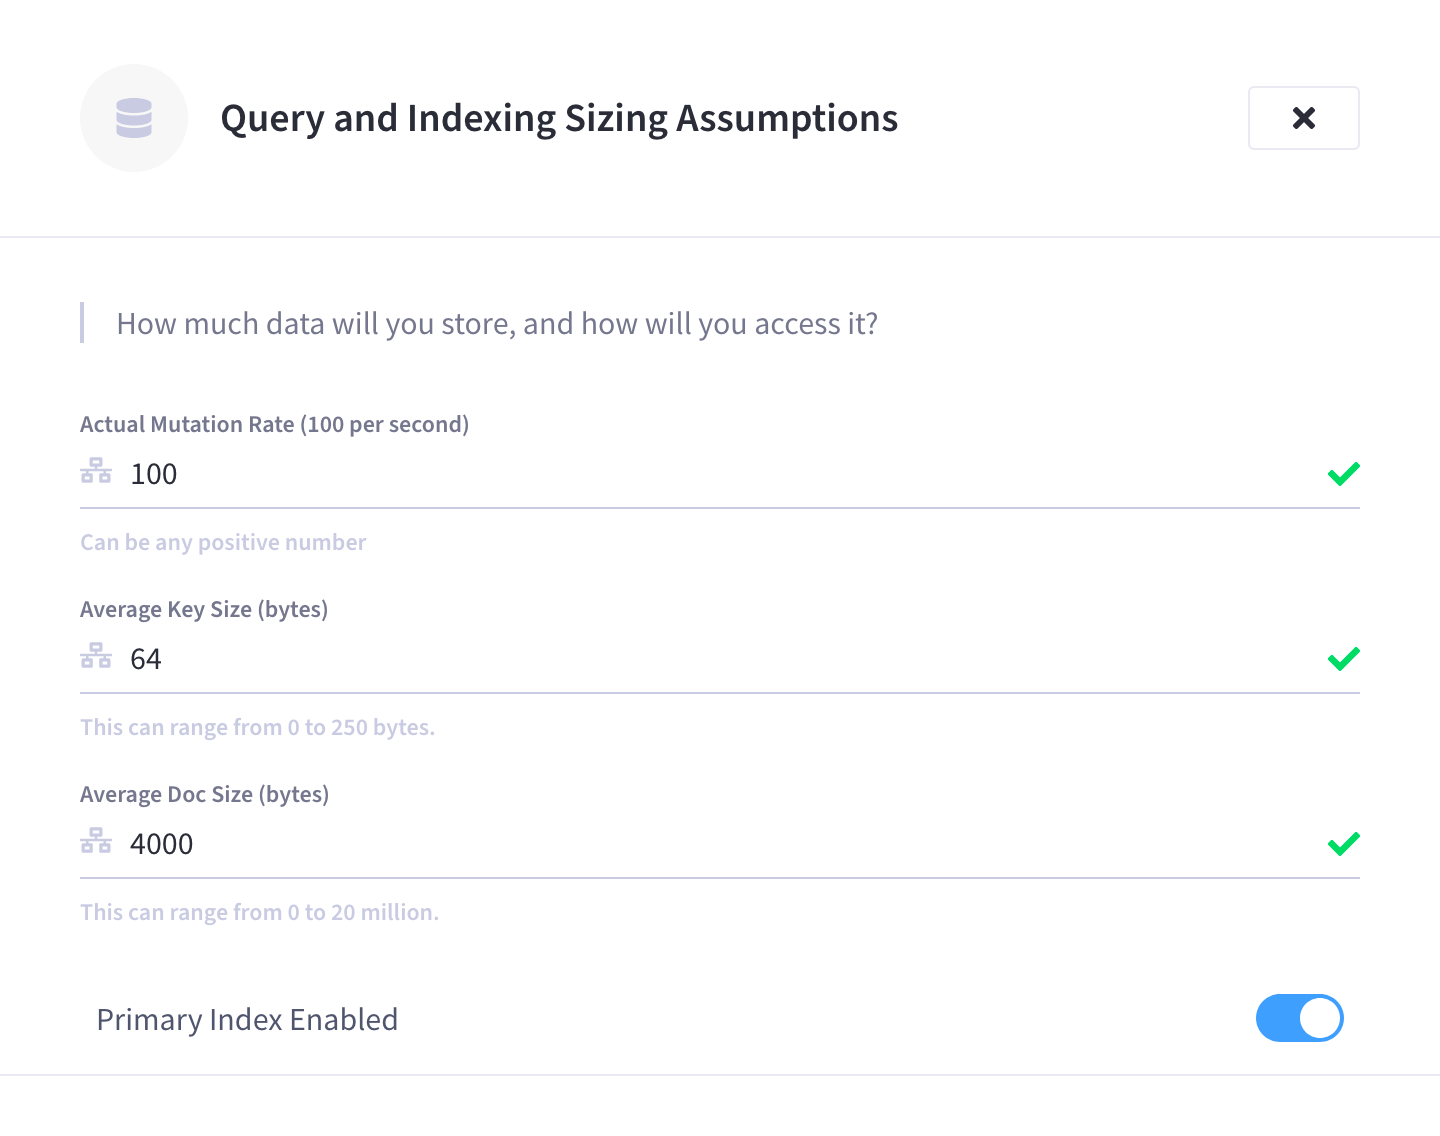 Query and Indexing Sizing Assumptions
How much data will you store, and how will you access it?
Actual Mutation Rate (100 per second)
100
Can be any positive number
Average Key Size (bytes)
64
This can range from 0 to 250 bytes.
Average Doc Size (bytes)
4000
This can range from 0 to 20 million.
Primary Index Enabled